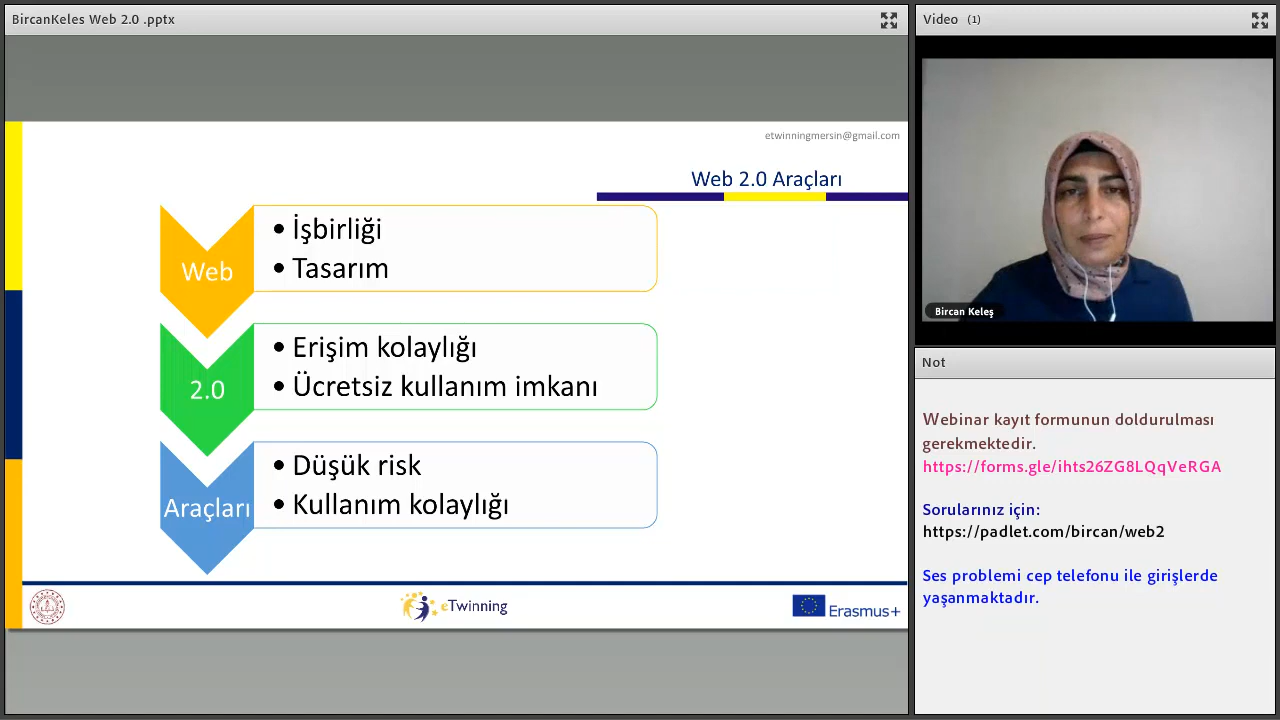 BircanKeles Web 2.0 .pptx
etwinningmersin@gmail.com
Web 2.0 Araçları
Web
• İşbirliği
• Tasarım
2.0
• Erişim kolaylığı
• Ücretsiz kullanım imkanı
Araçları
• Düşük risk
• Kullanım kolaylığı
eTwinning
Erasmus+
Video (1)
Bircan Keleş
Not
Webinar kayıt formunun doldurulması
gerekmektedir.
https://forms.gle/ihts26ZG8LQqVeRGA
Sorularınız için:
https://padlet.com/bircan/web2
Ses problemi cep telefonu ile girişlerde
yaşanmaktadır.